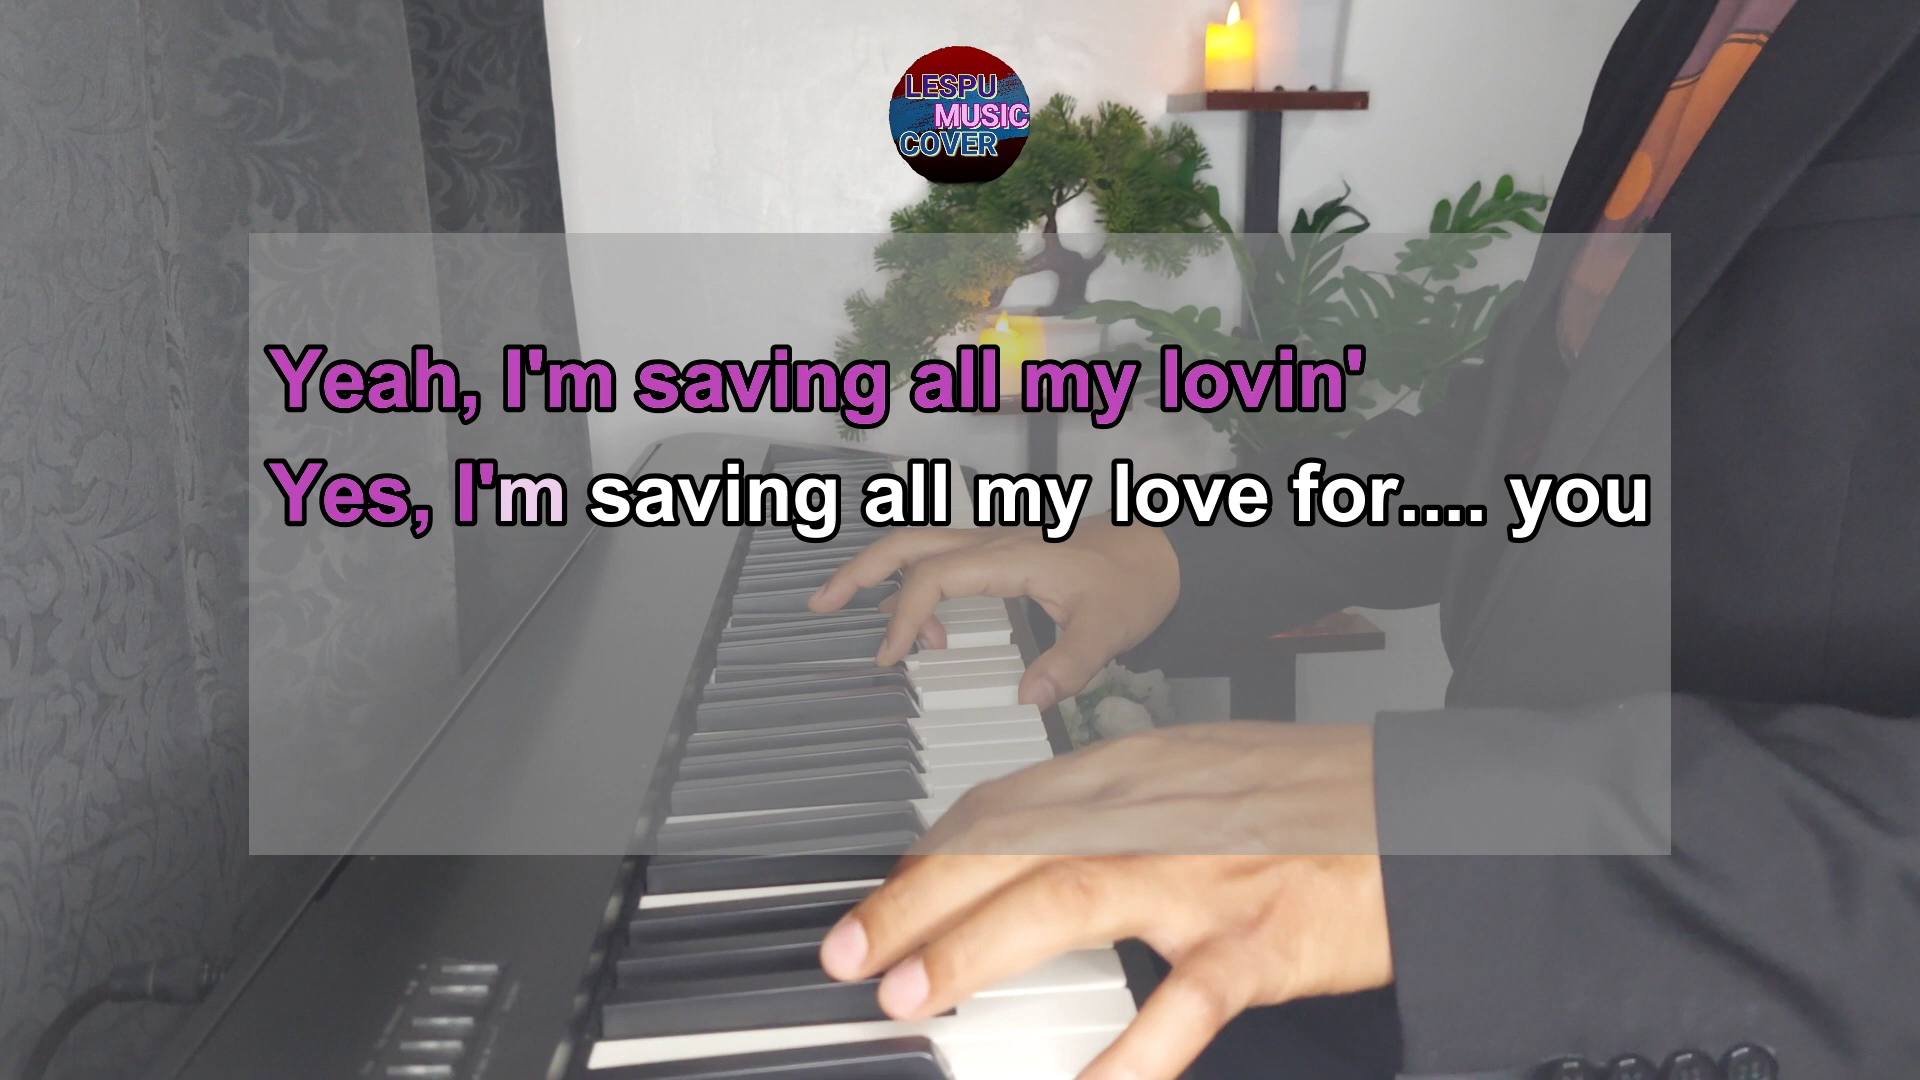 LESPU
MUSIC
COVER
Yeah, I'm saving all my lovin'
Yes, I'm saving all my love for.... you